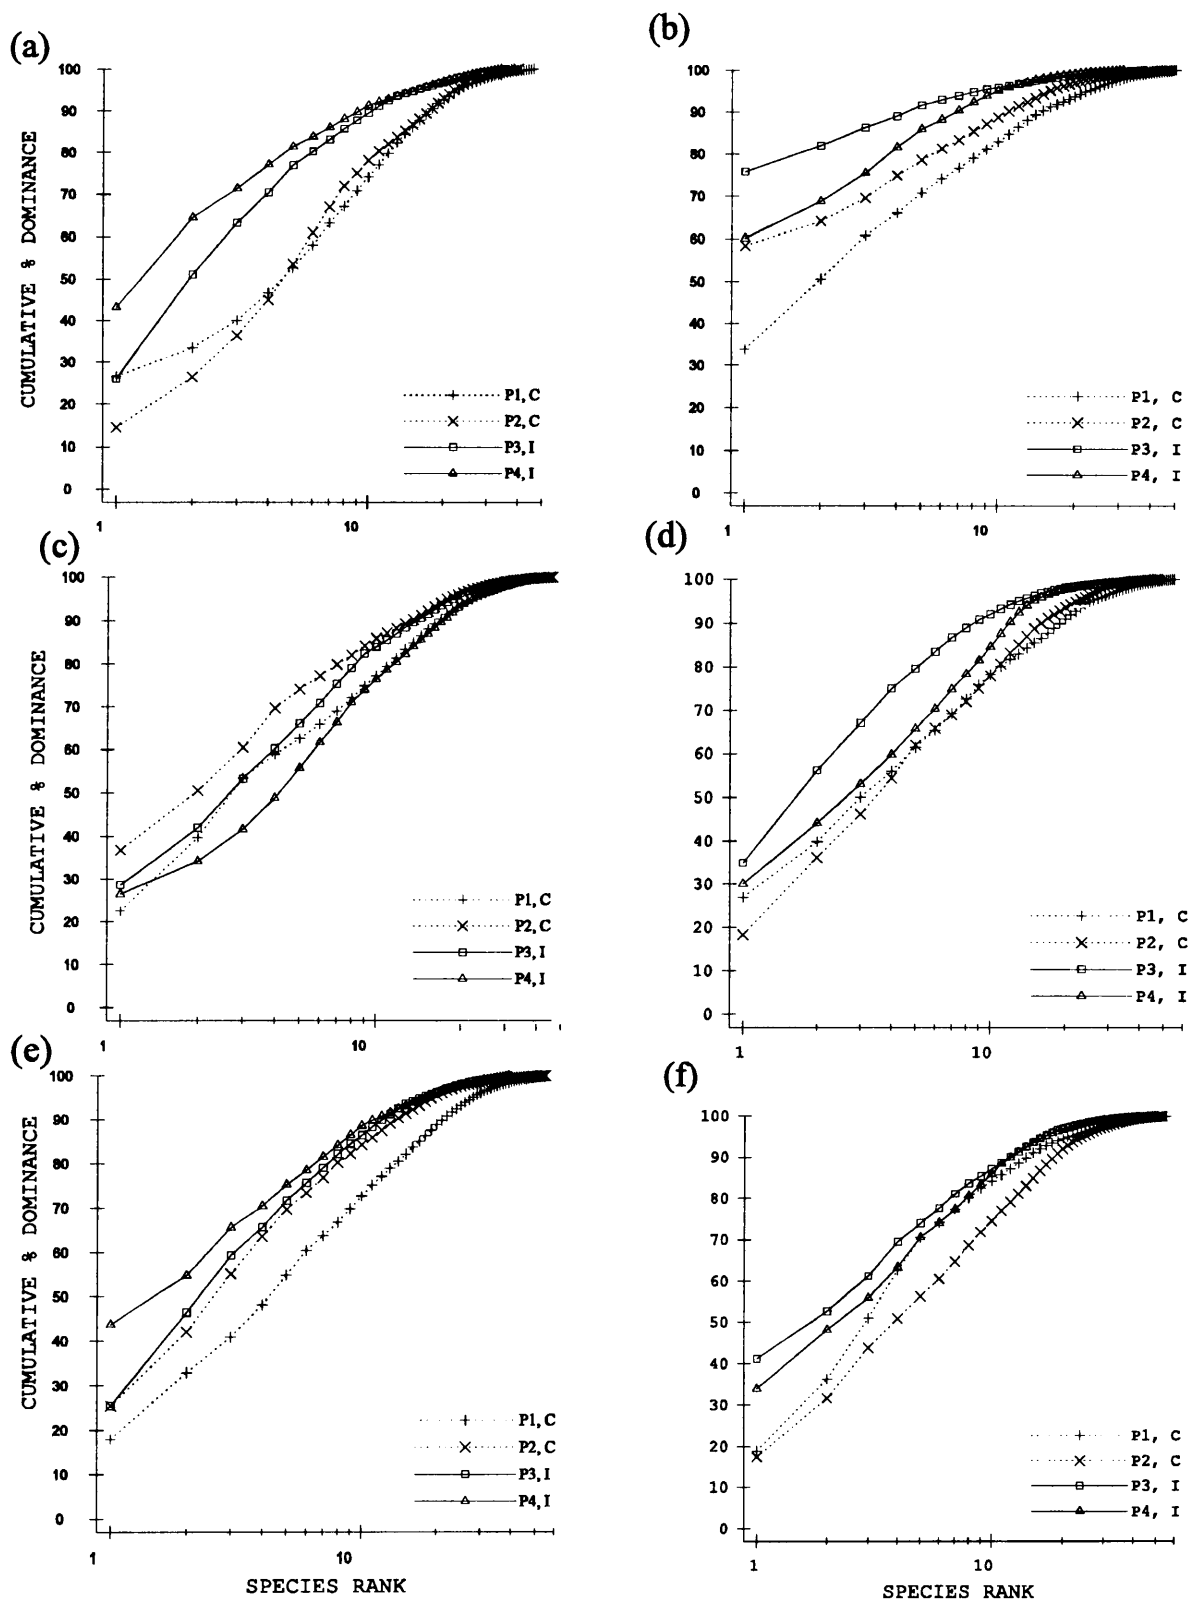 (a)
CUMULATIVE % DOMINANCE
100
90
80
70
60
50
40
30
20
10
0
1
10
P1, C
P2, C
P3, I
P4, I
(b)
100
90
80
70
60
50
40
30
20
10
0
1
10
P1, C
P2, C
P3, I
P4, I
(c)
CUMULATIVE % DOMINANCE
100
90
80
70
60
50
40
30
20
10
0
1
10
P1, C
P2, C
P3, I
P4, I
(d)
100
90
80
70
60
50
40
30
20
10
0
1
10
P1, C
P2, C
P3, I
P4, I
(e)
CUMULATIVE % DOMINANCE
100
90
80
70
60
50
40
30
20
10
0
1
10
P1, C
P2, C
P3, I
P4, I
SPECIES RANK
(f)
100
90
80
70
60
50
40
30
20
10
0
1
10
P1, C
P2, C
P3, I
P4, I
SPECIES RANK